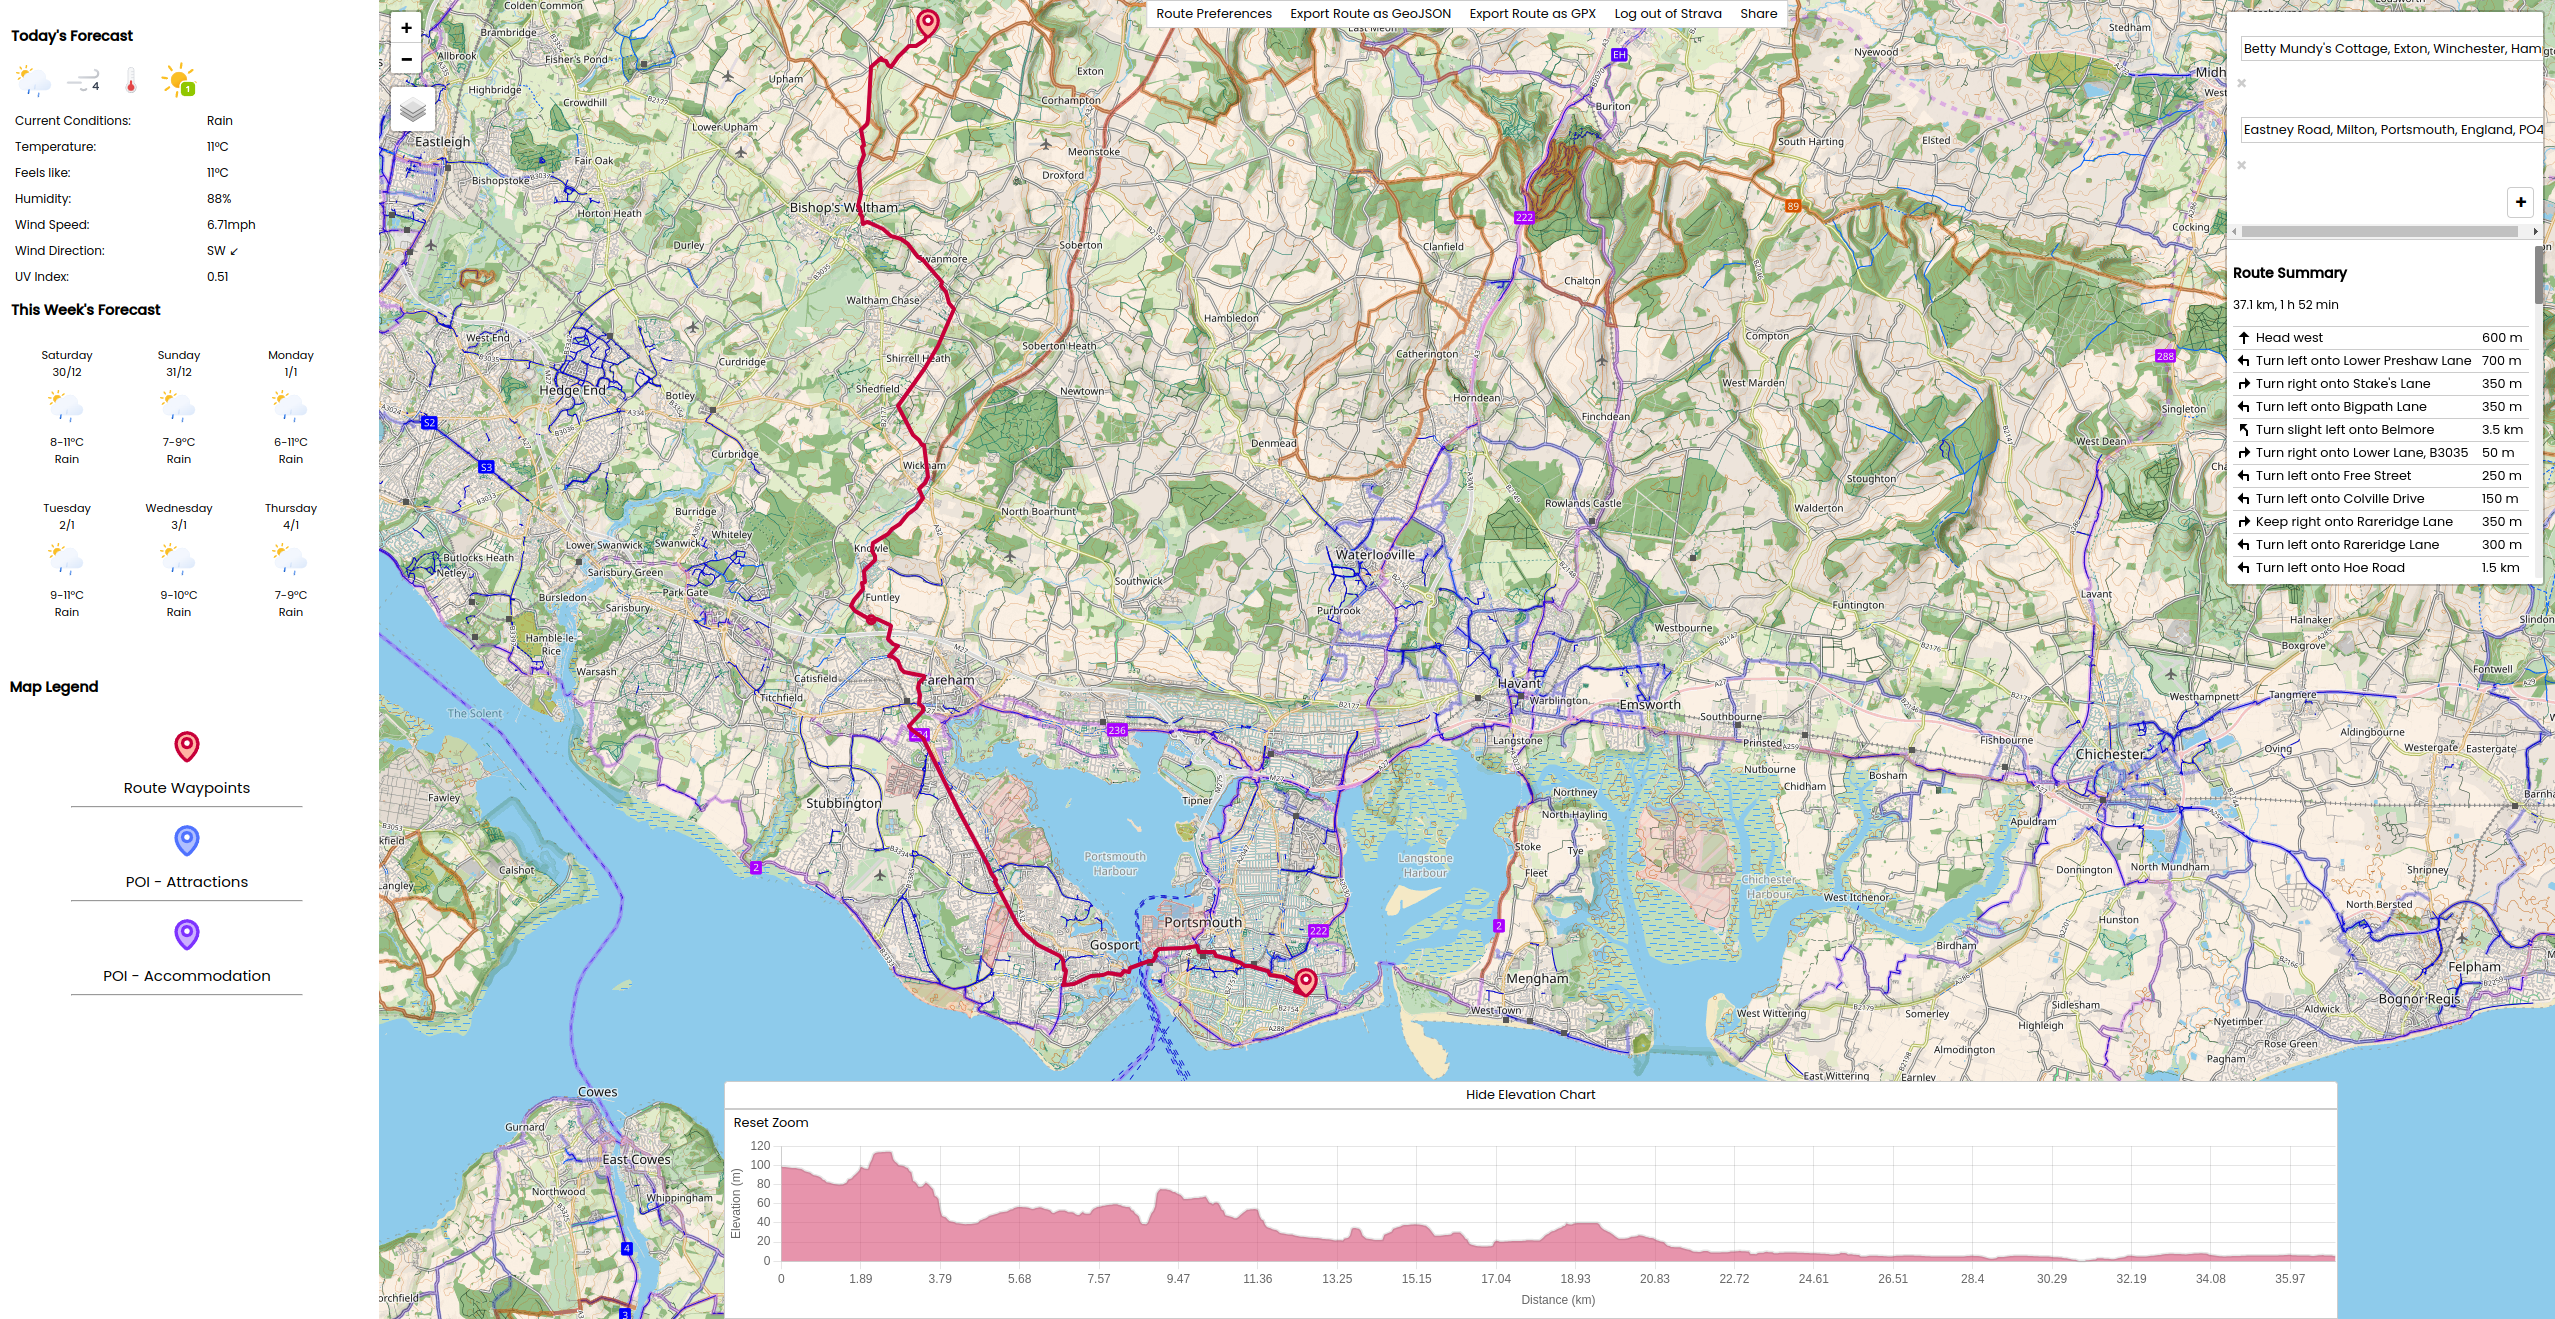 Today's Forecast
4
1
Current Conditions: Rain
Temperature: 11°C
Feels like: 11°C
Humidity: 88%
Wind Speed: 6.71mph
Wind Direction: SW ↙
UV Index: 0.51
This Week's Forecast
Saturday Sunday Monday
30/12 31/12 1/1
8-11°C 7-9°C 6-11°C
Rain Rain Rain
Tuesday Wednesday Thursday
2/1 3/1 4/1
9-11°C 9-10°C 7-9°C
Rain Rain Rain
Map Legend
Route Waypoints
POI - Attractions
POI - Accommodation
+
−
Route Preferences Export Route as GeoJSON Export Route as GPX Log out of Strava Share
Betty Mundy's Cottage, Exton, Winchester, Ham
Eastney Road, Milton, Portsmouth, England, PO4
+
Route Summary
37.1 km, 1 h 52 min
Head west 600 m
Turn left onto Lower Preshaw Lane 700 m
Turn right onto Stake's Lane 350 m
Turn left onto Bigpath Lane 350 m
Turn slight left onto Belmore 3.5 km
Turn right onto Lower Lane, B3035 50 m
Turn left onto Free Street 250 m
Turn left onto Colville Drive 150 m
Keep right onto Rareridge Lane 350 m
Turn left onto Rareridge Lane 300 m
Turn left onto Hoe Road 1.5 km
Colden Common
Brambridge
Allbrook
Fisher's Pond
Highbridge
Crowdhill
Upham
Lower Upham
Exton
Corhampton
Meonstoke
Droxford
Eastleigh
Fair Oak
Bishopstoke
Horton Heath
Bishop's Waltham
Durley
Soberton
Swanmore
Waltham Chase
Hambledon
Clanfield
Chalton
Buriton
EH
222
89
South Harting
Elsted
Nyewood
Stedham
Midh
Cocking
288
Compton
West Marden
Singleton
West Dean
West End
Hedge End
Curdridge
Botley
Shirrell Heath
Shedfield
Soberton Heath
Newtown
Catherington
Horndean
Finchdean
Denmead
S2
S3
Curbridge
Wickham
North Boarhunt
Rowlands Castle
Stoughton
Walderton
Burridge
Lower Swanwick
Swanwick
Whiteley
Knowle
Butlocks Heath
Netley
Sarisbury Green
Park Gate
Bursledon
Sarisbury
Funtley
Southwick
Waterlooville
Purbrook
Westbourne
Funtington
Lavant
Halnaker
Boxgrove
Slindon
Fontwell
Hamble-le-
Rice
Warsash
Catisfield
Titchfield
Fareham
Havant
Warblington
Emsworth
Southbourne
Prinsted
Nutbourne
Langstone
Westhampnett
Tangmere
Fishbourne
Chichester
Oving
Aldingbourne
Westergate
Eastergate
The Solent
236
Fawley
Stubbington
Tipner
Northney
North Hayling
Chidham
Bosham
Apuldram
Calshot
2
Portsmouth
Harbour
Langstone
Harbour
Stoke
Tye
Fleet
Chichester
Harbour
West Itchenor
Donnington
North Mundham
Shripney
North Bersted
Portsmouth
Gosport
222
2
Hunston
Birdham
Felpham
Mengham
West Town
West Wittering
Somerley
Sidlesham
Highleigh
Nyetimber
Aldwick
Bognor Regis
Rose Green
Pagham
Almodington
East Wittering
Earnley
Cowes
Gurnard
East Cowes
Northwood
Whippingham
4
3
Hide Elevation Chart
Reset Zoom
Elevation (m)
120
100
80
60
40
20
0
0 1.89 3.79 5.68 7.57 9.47 11.36 13.25 15.15 17.04 18.93 20.83 22.72 24.61 26.51 28.4 30.29 32.19 34.08 35.97
Distance (km)